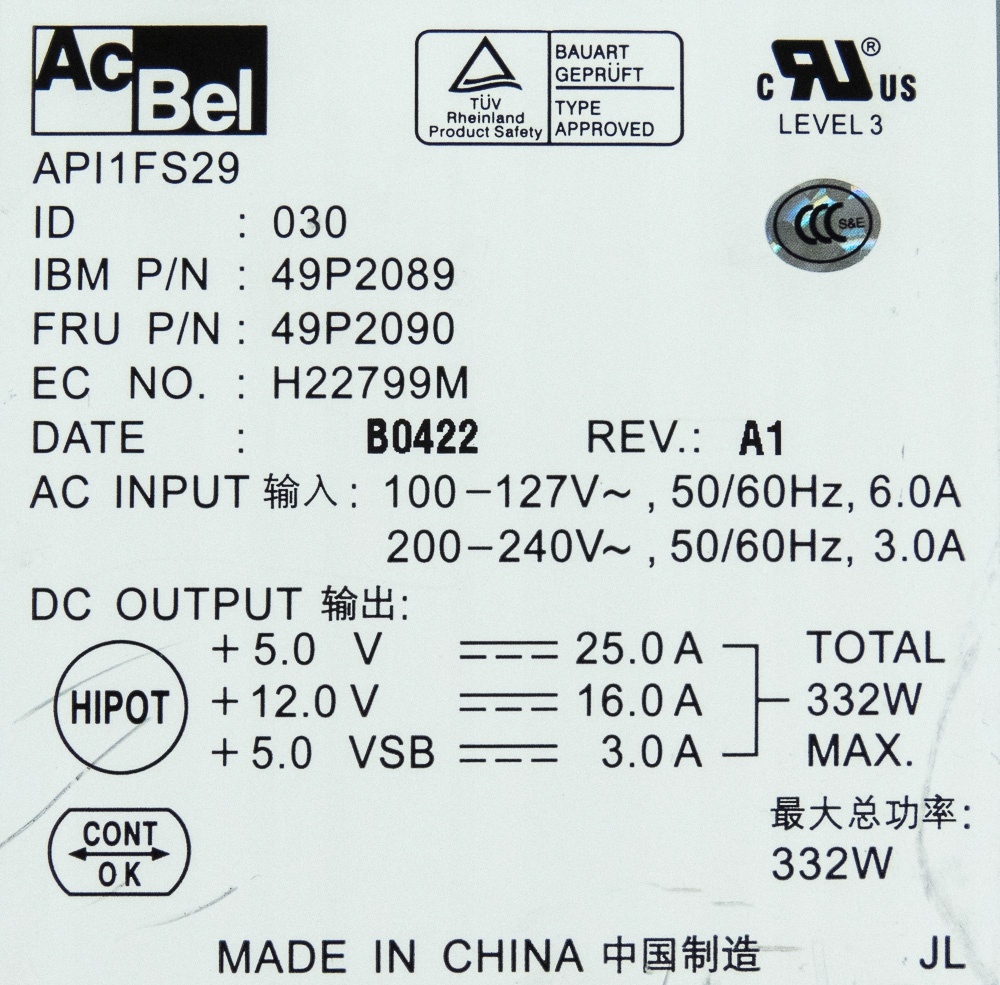 AcBel
TÜV
Rheinland
Product Safety
BAUART
GEPRÜFT
TYPE
APPROVED
C RU ® US
LEVEL 3
CCC S&E
API1FS29
ID : 030
IBM P/N : 49P2089
FRU P/N : 49P2090
EC NO. : H22799M
DATE : B0422 REV.: A1
AC INPUT 输入: 100-127V~, 50/60Hz, 6.0A
200-240V~, 50/60Hz, 3.0A
DC OUTPUT 输出:
HIPOT
+ 5.0 V 25.0 A
+ 12.0 V 16.0 A
+ 5.0 VSB 3.0 A
TOTAL
332W
MAX.
最大总功率:
332W
CONT
OK
MADE IN CHINA 中国制造 JL